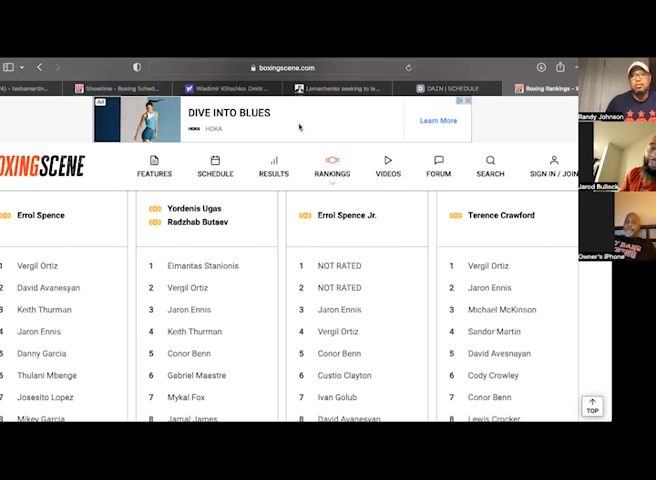 boxingscene.com
4) - tashamartin...
Showtime - Boxing Sched...
Wladimir Klitschko: Dmitr...
Lomachenko seeking to le...
DAZN | SCHEDULE
Boxing Rankings -
Ad
DIVE INTO BLUES
HOKA HOKA
Learn More
OXINGSCENE
FEATURES
SCHEDULE
RESULTS
RANKINGS
VIDEOS
FORUM
SEARCH
SIGN IN / JOIN
Errol Spence
1 Vergil Ortiz
2 David Avanesyan
3 Keith Thurman
4 Jaron Ennis
5 Danny Garcia
6 Thulani Mbenge
7 Josesito Lopez
8 Mikey Garcia
Yordenis Ugas
Radzhab Butaev
1 Eimantas Stanionis
2 Vergil Ortiz
3 Jaron Ennis
4 Keith Thurman
5 Conor Benn
6 Gabriel Maestre
7 Mykal Fox
8 Jamal James
Errol Spence Jr.
1 NOT RATED
2 NOT RATED
3 Jaron Ennis
4 Vergil Ortiz
5 Conor Benn
6 Custio Clayton
7 Ivan Golub
8 David Avanesyan
Terence Crawford
1 Vergil Ortiz
2 Jaron Ennis
3 Michael McKinson
4 Sandor Martin
5 David Avesnayan
6 Cody Crowley
7 Conor Benn
8 Lewis Crocker
TOP
Randy Johnson
Jarod Bullock
Owner's iPhone